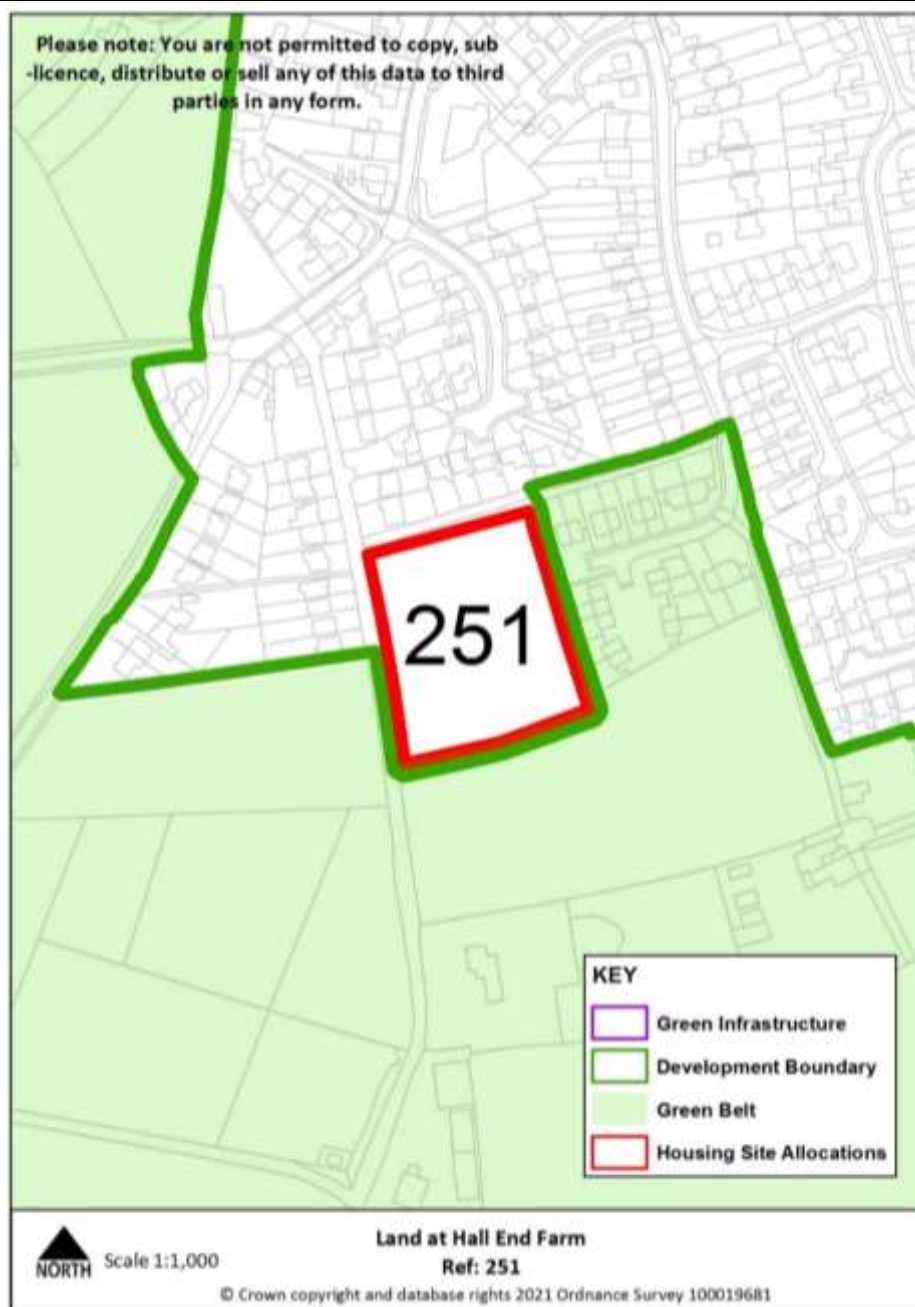 Please note: You are not permitted to copy, sub
-licence, distribute or sell any of this data to third
parties in any form.
251
KEY
Green Infrastructure
Development Boundary
Green Belt
Housing Site Allocations
NORTH
Scale 1:1,000
Land at Hall End Farm
Ref: 251
© Crown copyright and database rights 2021 Ordnance Survey 100019681